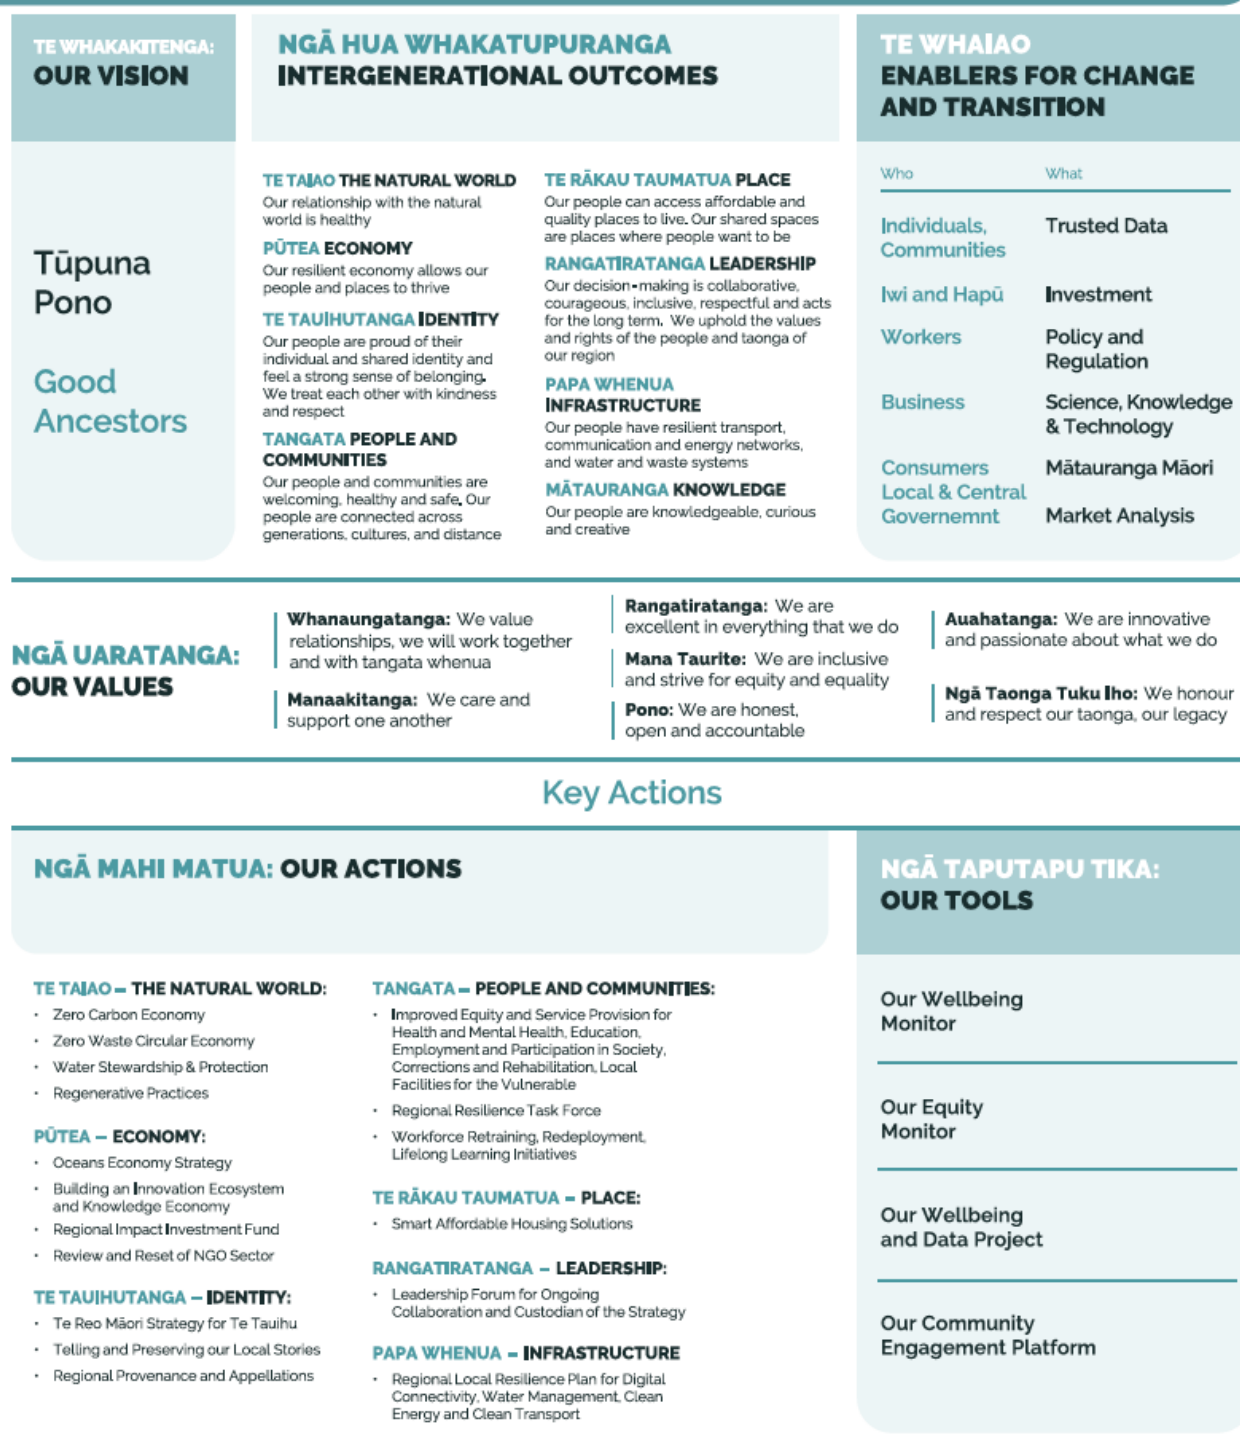 TE WHAKAKITENGA:
OUR VISION
Tūpuna
Pono
Good
Ancestors
NGĀ HUA WHAKATUPURANGA
INTERGENERATIONAL OUTCOMES
TE TAIAO THE NATURAL WORLD
Our relationship with the natural
world is healthy
PŪTEA ECONOMY
Our resilient economy allows our
people and places to thrive
TE TAUIHUTANGA IDENTITY
Our people are proud of their
individual and shared identity and
feel a strong sense of belonging.
We treat each other with kindness
and respect
TANGATA PEOPLE AND
COMMUNITIES
Our people and communities are
welcoming, healthy and safe. Our
people are connected across
generations, cultures, and distance
TE RĀKAU TAUMATUA PLACE
Our people can access affordable and
quality places to live. Our shared spaces
are places where people want to be
RANGATIRATANGA LEADERSHIP
Our decision-making is collaborative,
courageous, inclusive, respectful and acts
for the long term. We uphold the values
and rights of the people and taonga of
our region
PAPA WHENUA
INFRASTRUCTURE
Our people have resilient transport,
communication and energy networks,
and water and waste systems
MĀTAURANGA KNOWLEDGE
Our people are knowledgeable, curious
and creative
TE WHAIAO
ENABLERS FOR CHANGE
AND TRANSITION
Who What
Individuals, Trusted Data
Communities
Iwi and Hapū Investment
Workers Policy and
Regulation
Business Science, Knowledge
& Technology
Consumers Mātauranga Māori
Local & Central
Governemnt Market Analysis
NGĀ UARATANGA:
OUR VALUES
Whanaungatanga: We value
relationships, we will work together
and with tangata whenua
Manaakitanga: We care and
support one another
Rangatiratanga: We are
excellent in everything that we do
Mana Taurite: We are inclusive
and strive for equity and equality
Pono: We are honest,
open and accountable
Auahatanga: We are innovative
and passionate about what we do
Ngā Taonga Tuku Iho: We honour
and respect our taonga, our legacy
Key Actions
NGĀ MAHI MATUA: OUR ACTIONS
TE TAIAO – THE NATURAL WORLD:
• Zero Carbon Economy
• Zero Waste Circular Economy
• Water Stewardship & Protection
• Regenerative Practices
PŪTEA – ECONOMY:
• Oceans Economy Strategy
• Building an Innovation Ecosystem
and Knowledge Economy
• Regional Impact Investment Fund
• Review and Reset of NGO Sector
TE TAUIHUTANGA – IDENTITY:
• Te Reo Māori Strategy for Te Tauihu
• Telling and Preserving our Local Stories
• Regional Provenance and Appellations
TANGATA – PEOPLE AND COMMUNITIES:
• Improved Equity and Service Provision for
Health and Mental Health, Education,
Employment and Participation in Society,
Corrections and Rehabilitation, Local
Facilities for the Vulnerable
• Regional Resilience Task Force
• Workforce Retraining, Redeployment,
Lifelong Learning Initiatives
TE RĀKAU TAUMATUA – PLACE:
• Smart Affordable Housing Solutions
RANGATIRATANGA – LEADERSHIP:
• Leadership Forum for Ongoing
Collaboration and Custodian of the Strategy
PAPA WHENUA – INFRASTRUCTURE
• Regional Local Resilience Plan for Digital
Connectivity, Water Management, Clean
Energy and Clean Transport
NGĀ TAPUTAPU TIKA:
OUR TOOLS
Our Wellbeing
Monitor
Our Equity
Monitor
Our Wellbeing
and Data Project
Our Community
Engagement Platform